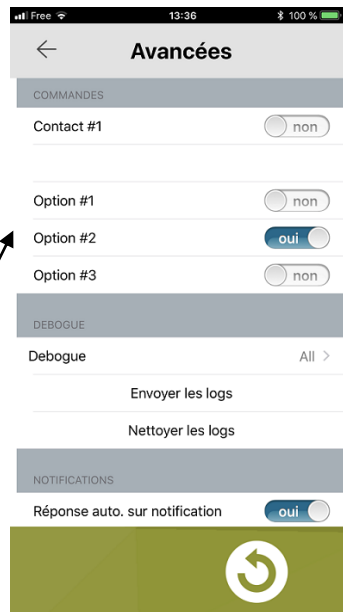 Free 13:36 100 %
Avancées
COMMANDES
Contact #1 non
Option #1 non
Option #2 oui
Option #3 non
DEBOGUE
Debogue All >
Envoyer les logs
Nettoyer les logs
NOTIFICATIONS
Réponse auto. sur notification oui